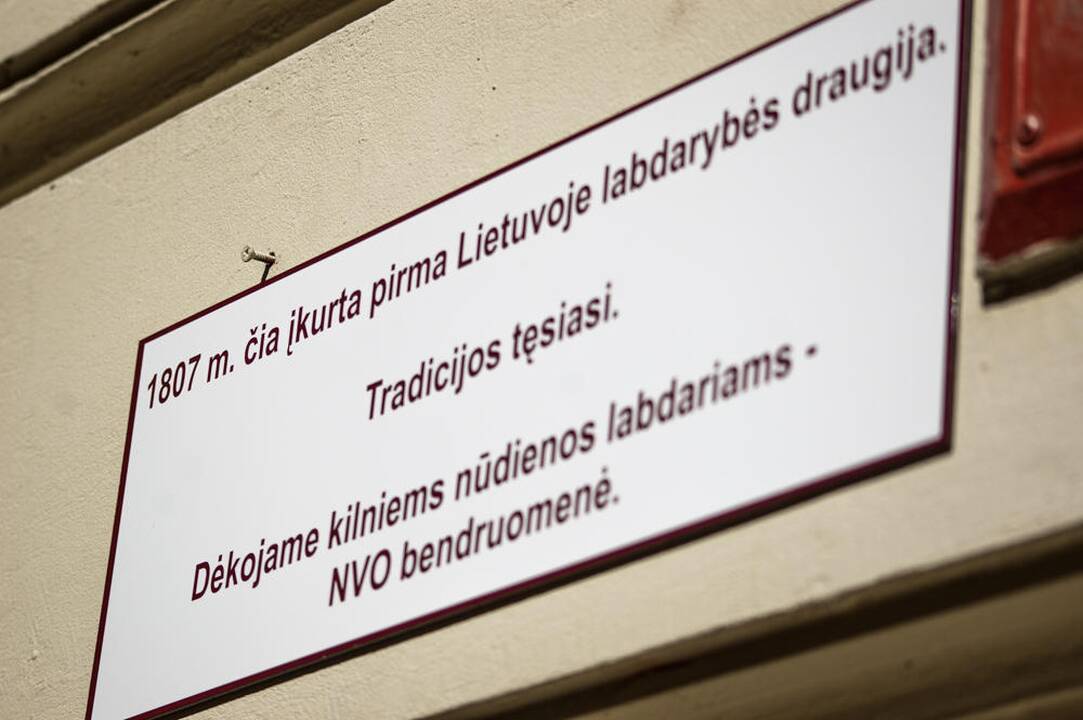 1807 m. čia įkurta pirma Lietuvoje labdarybės draugija.
Tradicijos tęsiasi.
Dėkojame kilniems nūdienos labdariams -
NVO bendruomenė.